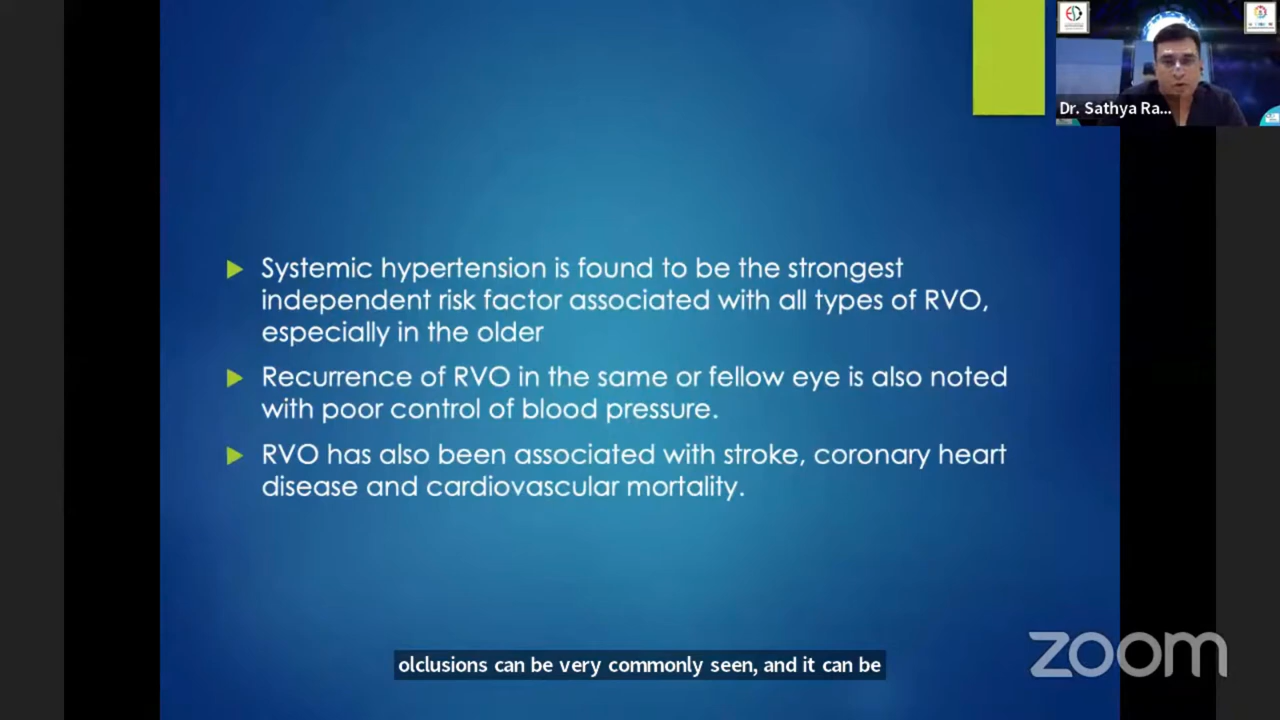 Dr. Sathya Ra...
Systemic hypertension is found to be the strongest
independent risk factor associated with all types of RVO,
especially in the older
Recurrence of RVO in the same or fellow eye is also noted
with poor control of blood pressure.
RVO has also been associated with stroke, coronary heart
disease and cardiovascular mortality.
olclusions can be very commonly seen, and it can be
zoom